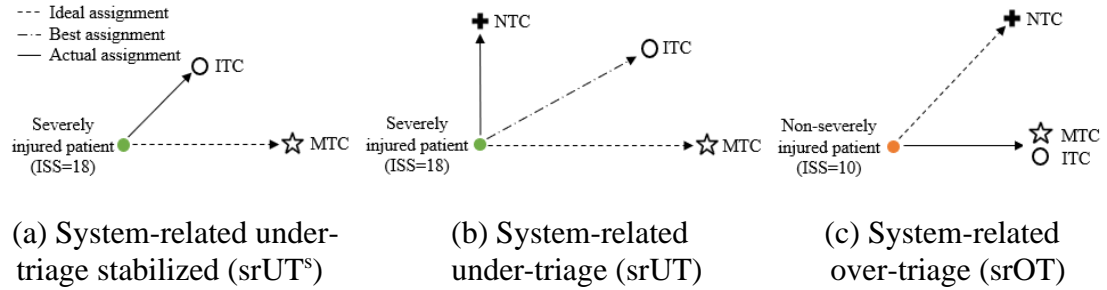 Ideal assignment
Best assignment
Actual assignment
ITC
Severely
injured patient
(ISS=18)
MTC
(a) System-related under-
triage stabilized (srUTˢ)
NTC
ITC
Severely
injured patient
(ISS=18)
MTC
(b) System-related
under-triage (srUT)
NTC
Non-severely
injured patient
(ISS=10)
MTC
ITC
(c) System-related
over-triage (srOT)